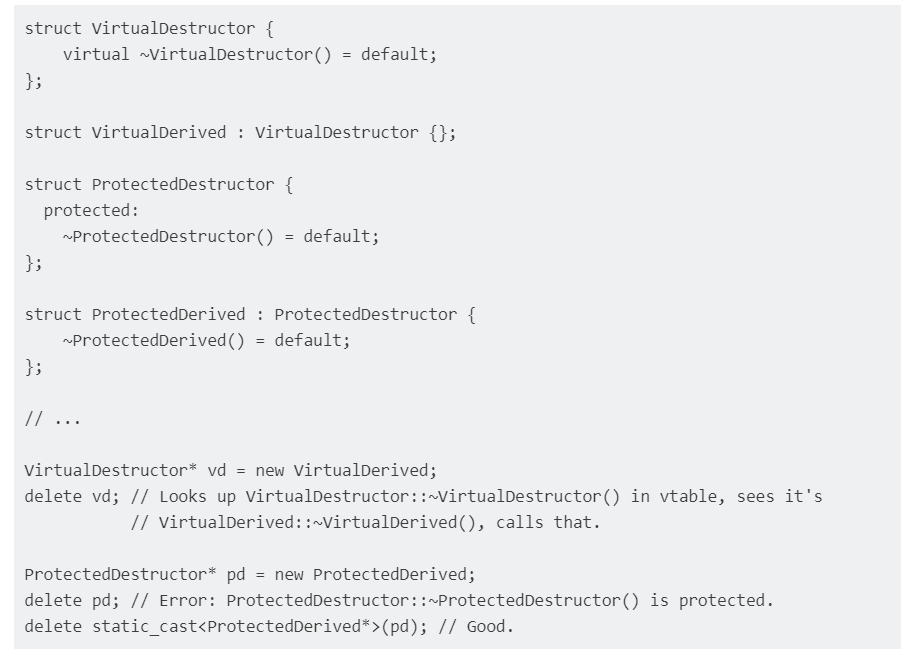 struct VirtualDestructor {
    virtual ~VirtualDestructor() = default;
};

struct VirtualDerived : VirtualDestructor {};

struct ProtectedDestructor {
  protected:
    ~ProtectedDestructor() = default;
};

struct ProtectedDerived : ProtectedDestructor {
    ~ProtectedDerived() = default;
};

// ...

VirtualDestructor* vd = new VirtualDerived;
delete vd; // Looks up VirtualDestructor::~VirtualDestructor() in vtable, sees it's
           // VirtualDerived::~VirtualDerived(), calls that.

ProtectedDestructor* pd = new ProtectedDerived;
delete pd; // Error: ProtectedDestructor::~ProtectedDestructor() is protected.
delete static_cast<ProtectedDerived*>(pd); // Good.